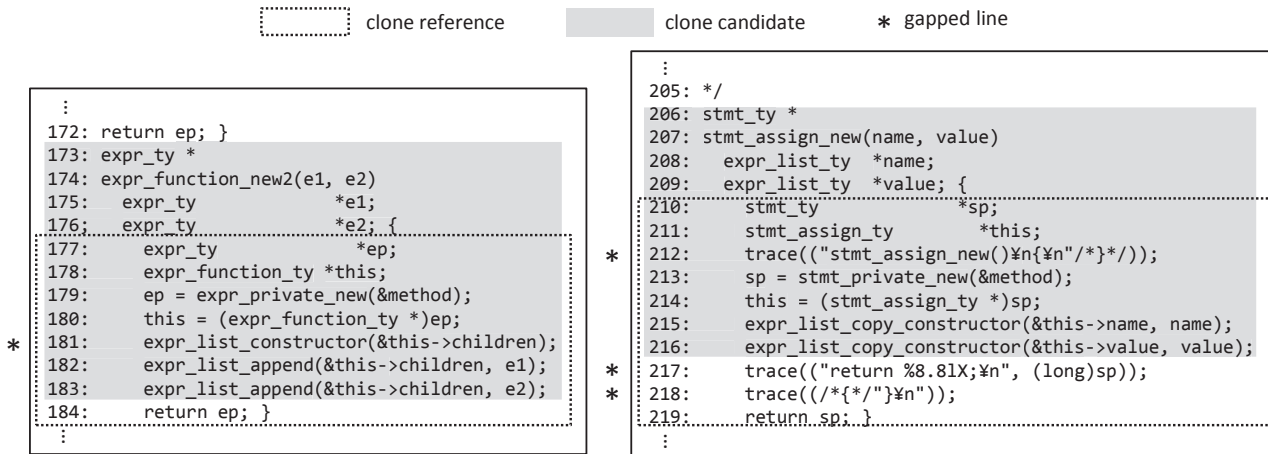 clone reference clone candidate * gapped line
⋮
172: return ep; }
173: expr_ty *
174: expr_function_new2(e1, e2)
175: expr_ty *e1;
176; expr_ty *e2; {
177: expr_ty *ep;
178: expr_function_ty *this;
179: ep = expr_private_new(&method);
180: this = (expr_function_ty *)ep;
* 181: expr_list_constructor(&this->children);
182: expr_list_append(&this->children, e1);
183: expr_list_append(&this->children, e2);
184: return ep; }
⋮
⋮
205: */
206: stmt_ty *
207: stmt_assign_new(name, value)
208: expr_list_ty *name;
209: expr_list_ty *value; {
210: stmt_ty *sp;
211: stmt_assign_ty *this;
* 212: trace(("stmt_assign_new()¥n{¥n"/*}*/));
213: sp = stmt_private_new(&method);
214: this = (stmt_assign_ty *)sp;
215: expr_list_copy_constructor(&this->name, name);
216: expr_list_copy_constructor(&this->value, value);
* 217: trace(("return %8.8lX;¥n", (long)sp));
* 218: trace((/*{*/"}¥n"));
219: return sp; }
⋮